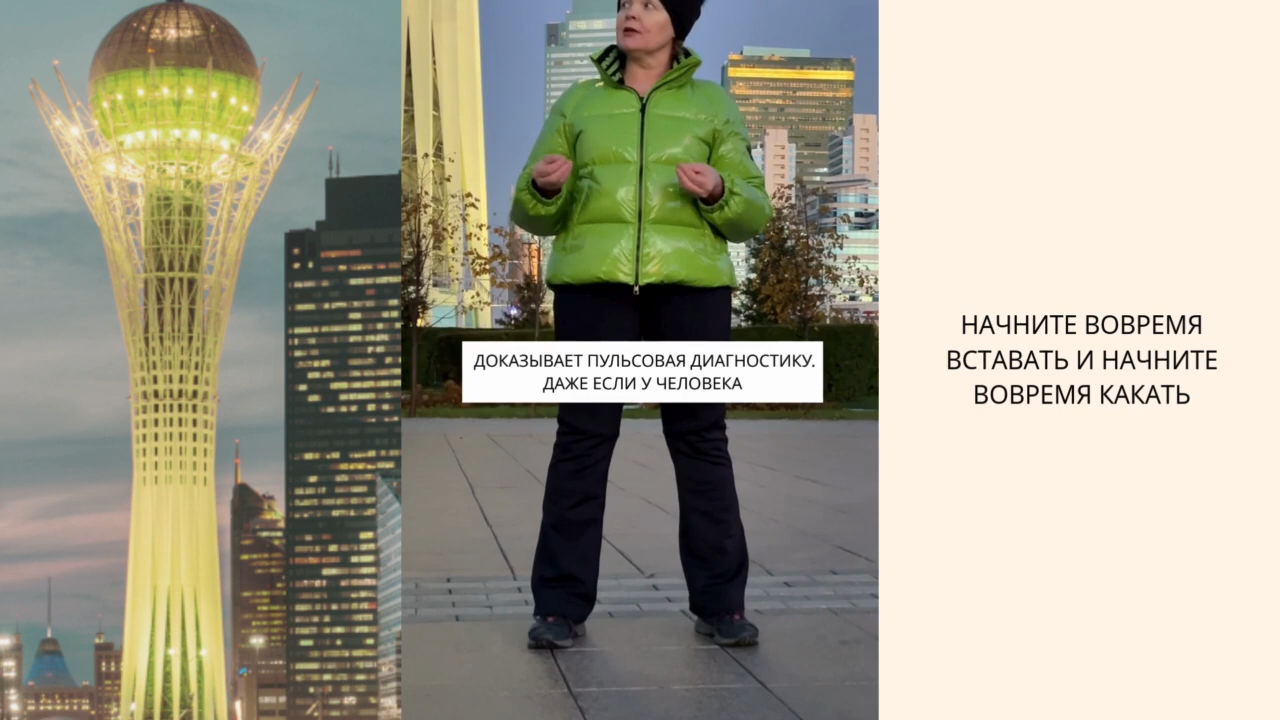 ДОКАЗЫВАЕТ ПУЛЬСОВАЯ ДИАГНОСТИКУ.
ДАЖЕ ЕСЛИ У ЧЕЛОВЕКА
НАЧНИТЕ ВОВРЕМЯ
ВСТАВАТЬ И НАЧНИТЕ
ВОВРЕМЯ КАКАТЬ